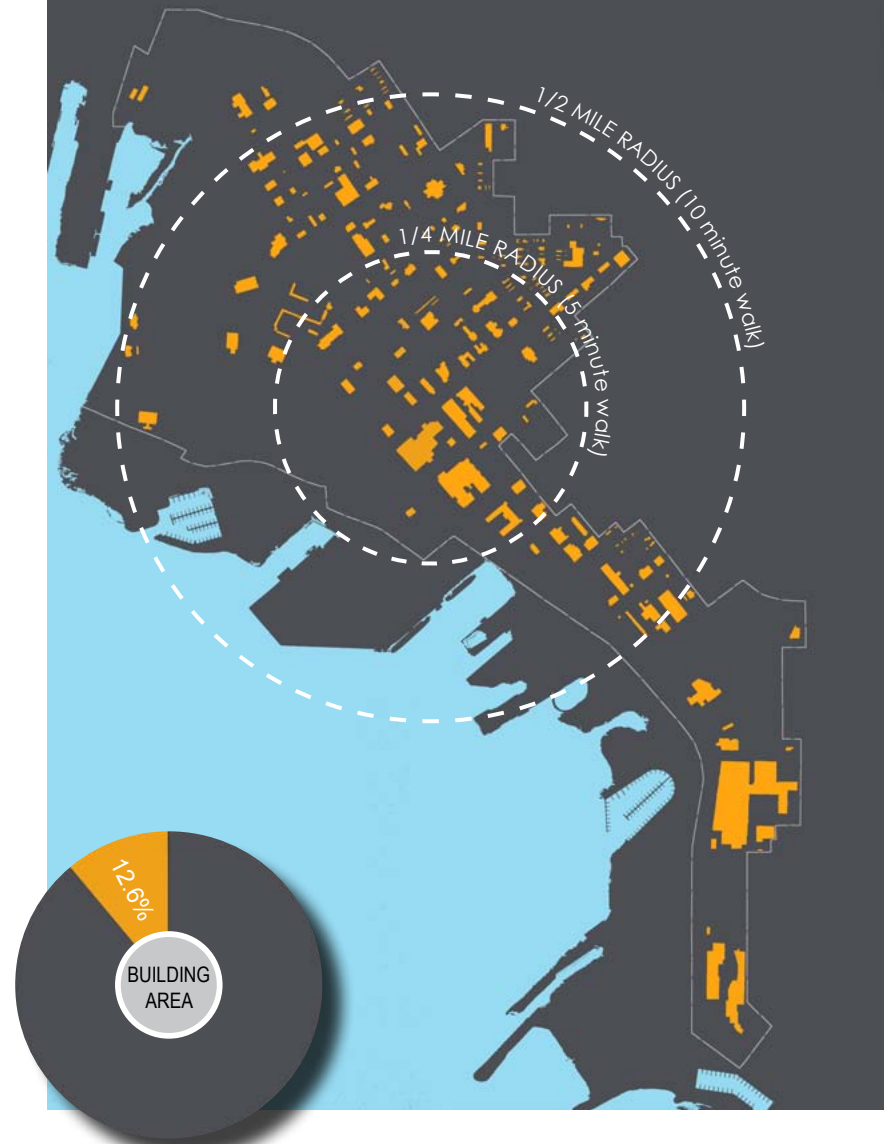 1/2 MILE RADIUS (10 minute walk)
1/4 MILE RADIUS (5 minute walk)
12.6%
BUILDING
AREA